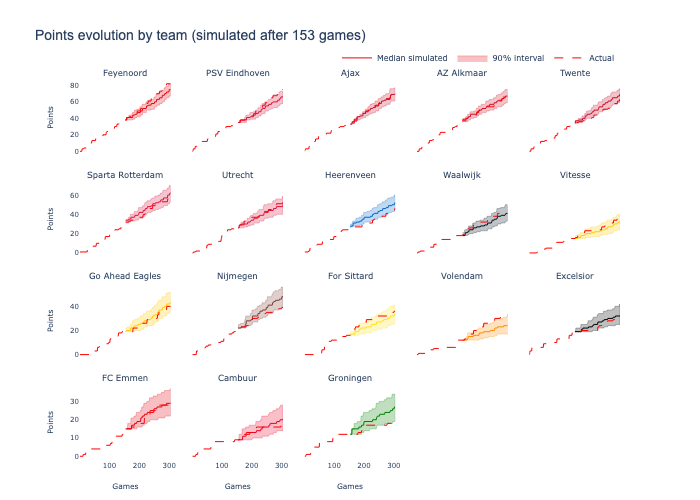 Points evolution by team (simulated after 153 games)
Median simulated 90% interval Actual
Feyenoord PSV Eindhoven Ajax AZ Alkmaar Twente
80
60
40
20
0
Points
Sparta Rotterdam Utrecht Heerenveen Waalwijk Vitesse
60
40
20
0
Points
Go Ahead Eagles Nijmegen For Sittard Volendam Excelsior
40
20
0
Points
FC Emmen Cambuur Groningen
30
20
10
0
Points
100 200 300 100 200 300 100 200 300
Games Games Games